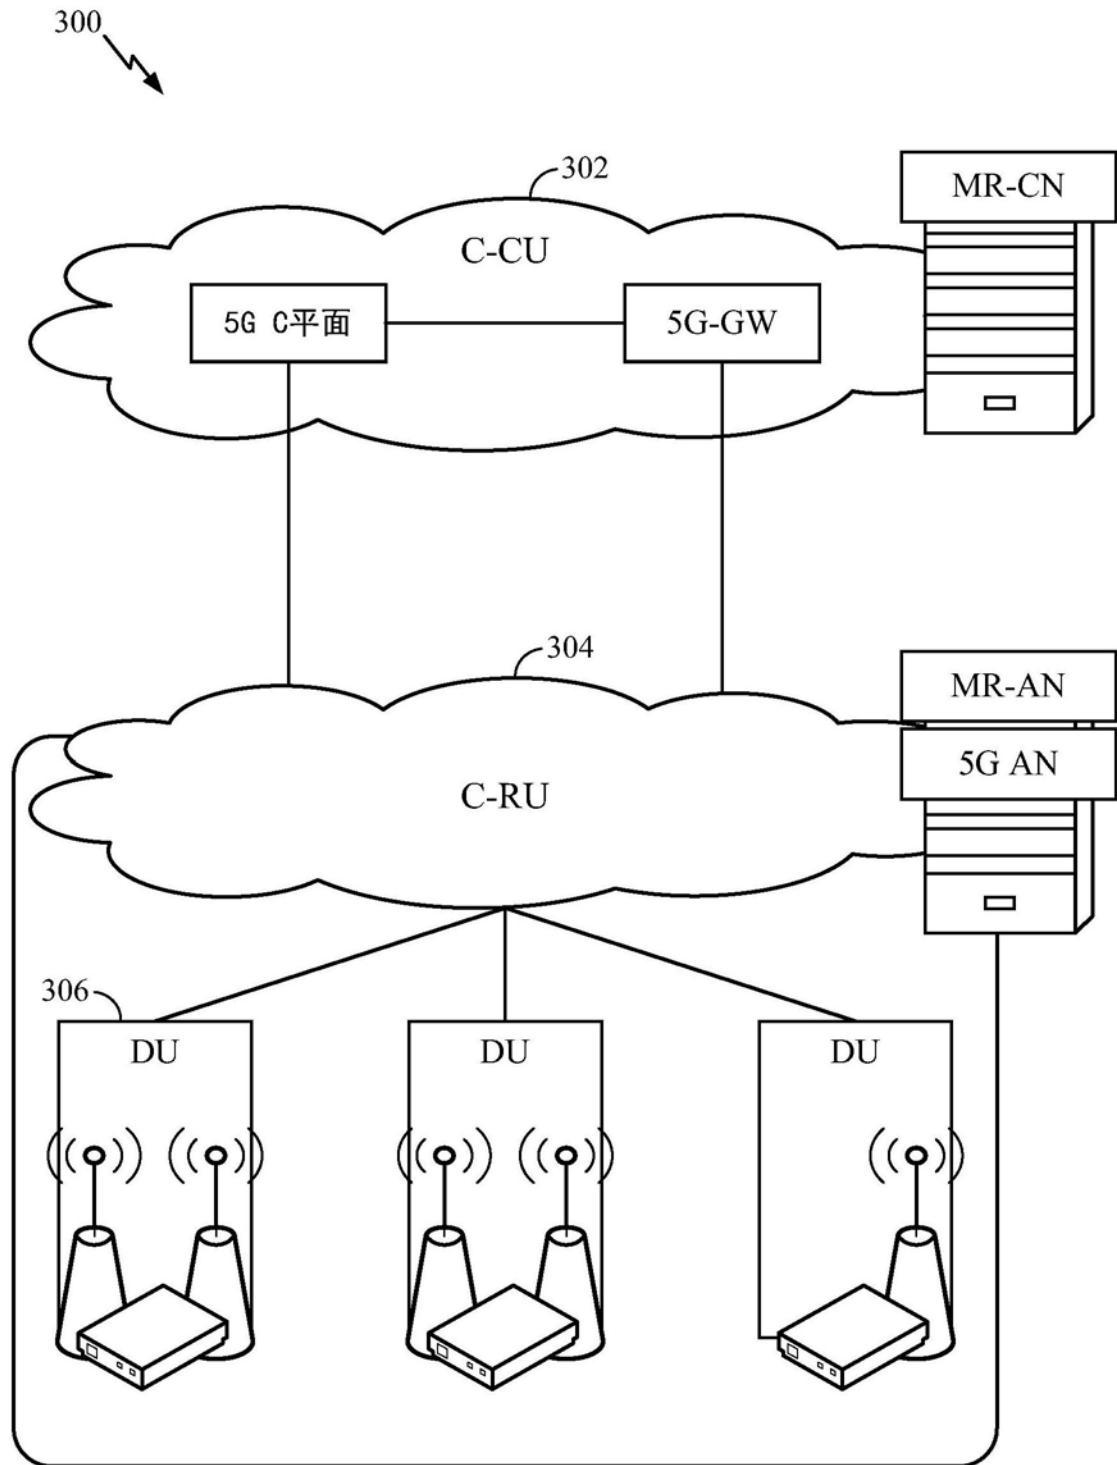 300
302
MR-CN
C-CU
5G C平面
5G-GW
304
MR-AN
5G AN
C-RU
306
DU
DU
DU